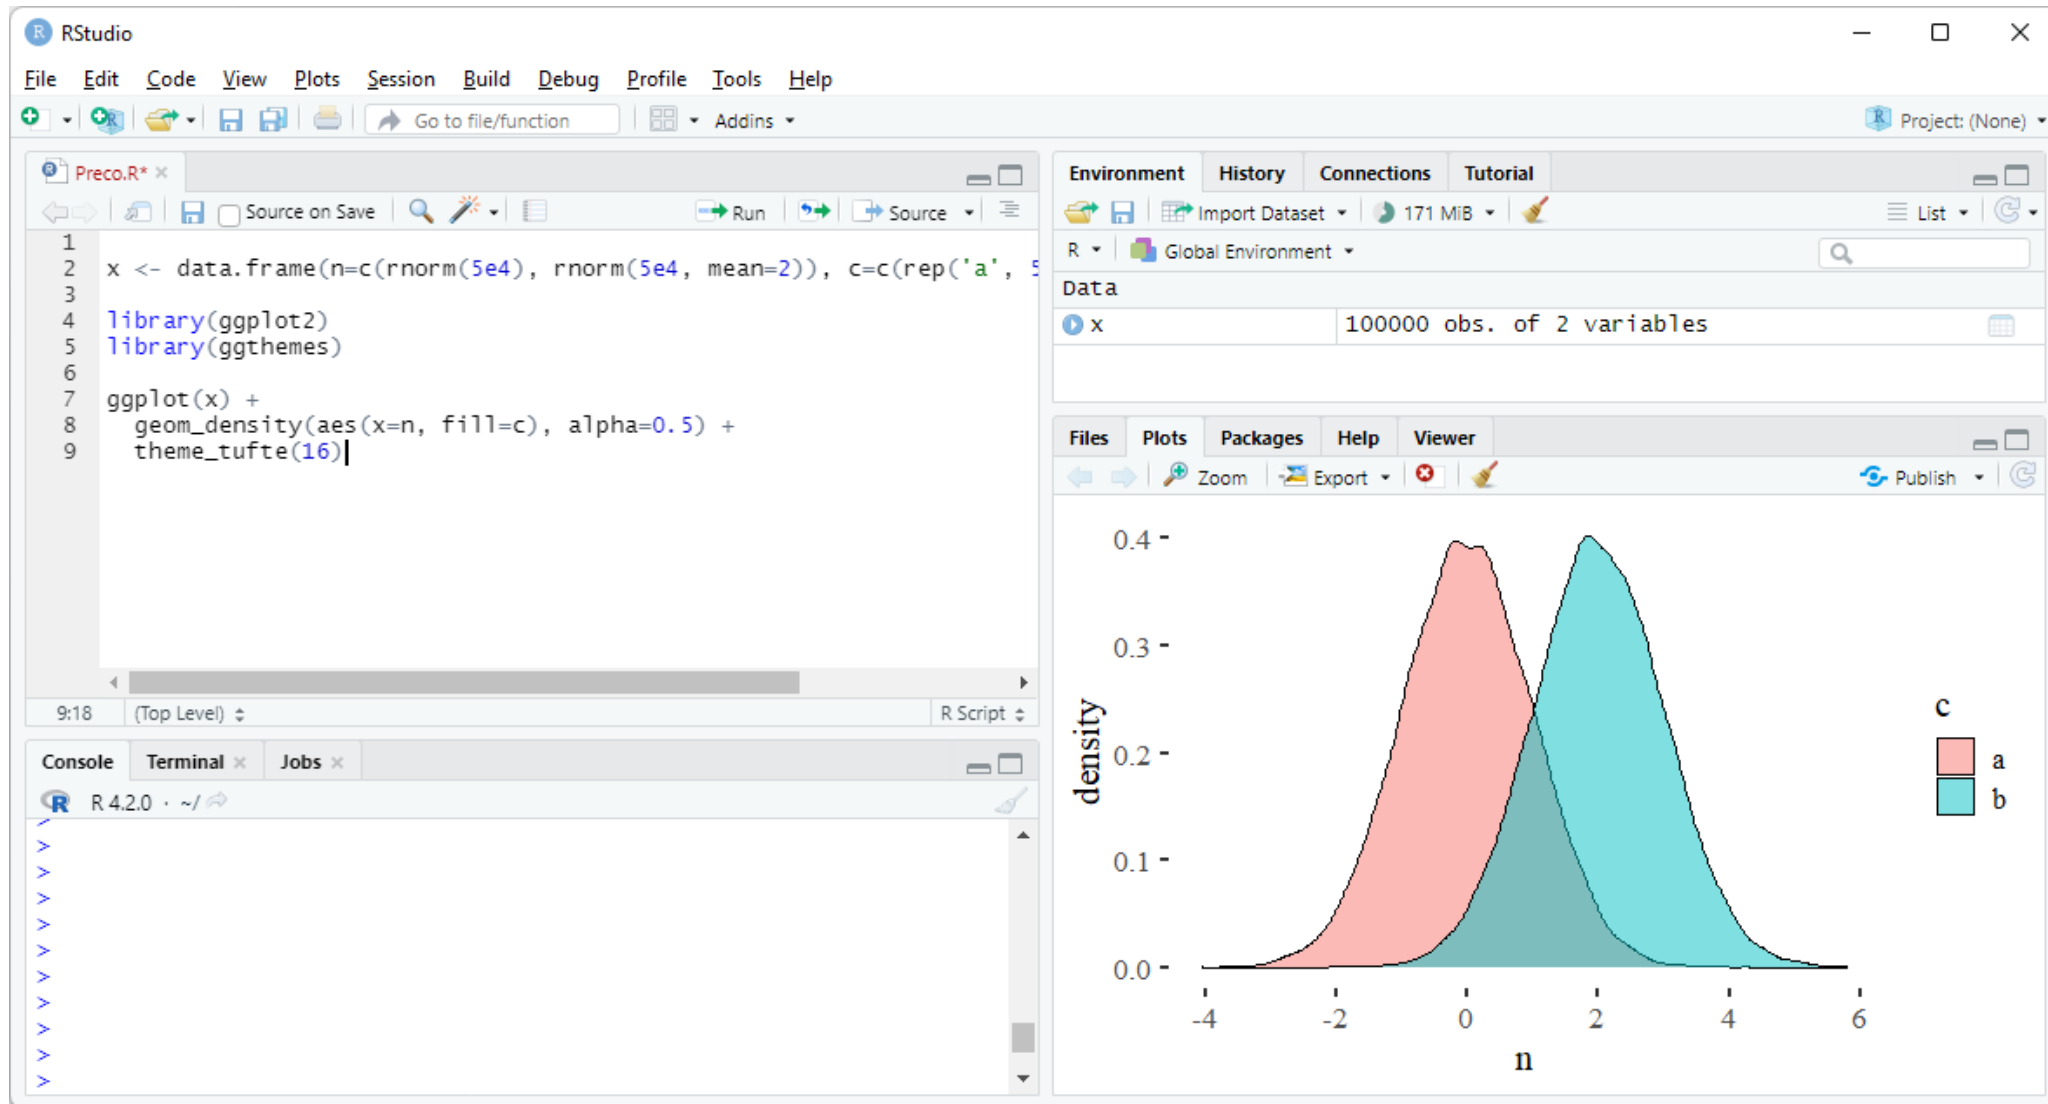 RStudio
File Edit Code View Plots Session Build Debug Profile Tools Help
Go to file/function Addins Project: (None)
Preco.R*
Source on Save Run Source
1
2 x <- data.frame(n=c(rnorm(5e4), rnorm(5e4, mean=2)), c=c(rep('a', 5
3
4 library(ggplot2)
5 library(ggthemes)
6
7 ggplot(x) +
8 geom_density(aes(x=n, fill=c), alpha=0.5) +
9 theme_tufte(16)
9:18 (Top Level) R Script
Console Terminal Jobs
R R 4.2.0 · ~/
>
>
>
>
>
>
>
>
>
>
>
Environment History Connections Tutorial
Import Dataset 171 MiB List
R Global Environment
Data
x 100000 obs. of 2 variables
Files Plots Packages Help Viewer
Zoom Export Publish
0.4
0.3
0.2
0.1
0.0
density
-4 -2 0 2 4 6
n
c
a
b